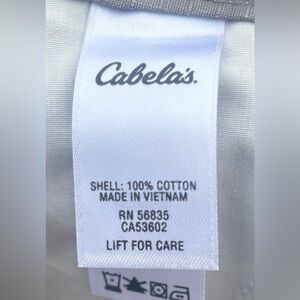 Cabela's.
SHELL: 100% COTTON
MADE IN VIETNAM
RN 56835
CA53602
LIFT FOR CARE